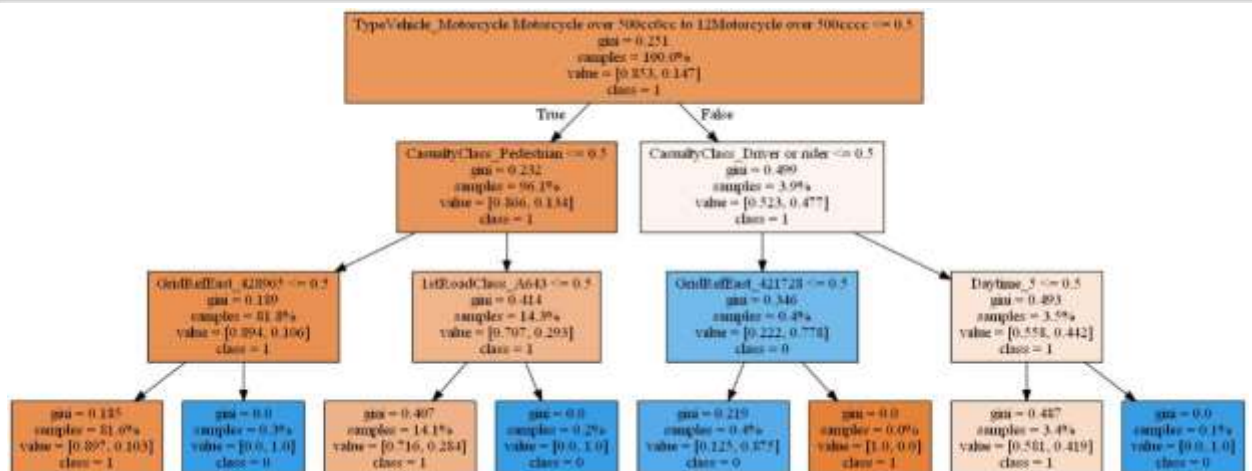 TypeVehicle_Motorcycle Motorcycle over 500cc0cc to 12Motorcycle over 500cccc <= 0.5
gini = 0.251
samples = 100.0%
value = [0.853, 0.147]
class = 1
True
False
CasualtyClass_Pedestrian <= 0.5
gini = 0.232
samples = 96.1%
value = [0.866, 0.134]
class = 1
CasualtyClass_Driver or rider <= 0.5
gini = 0.499
samples = 3.9%
value = [0.523, 0.477]
class = 1
GridRefEast_428965 <= 0.5
gini = 0.189
samples = 81.8%
value = [0.894, 0.106]
class = 1
1stRoadClass_A643 <= 0.5
gini = 0.414
samples = 14.3%
value = [0.707, 0.293]
class = 1
GridRefEast_421728 <= 0.5
gini = 0.346
samples = 0.4%
value = [0.222, 0.778]
class = 0
Daytime_5 <= 0.5
gini = 0.493
samples = 3.5%
value = [0.558, 0.442]
class = 1
gini = 0.185
samples = 81.6%
value = [0.897, 0.103]
class = 1
gini = 0.0
samples = 0.3%
value = [0.0, 1.0]
class = 0
gini = 0.407
samples = 14.1%
value = [0.716, 0.284]
class = 1
gini = 0.0
samples = 0.2%
value = [0.0, 1.0]
class = 0
gini = 0.219
samples = 0.4%
value = [0.125, 0.875]
class = 0
gini = 0.0
samples = 0.0%
value = [1.0, 0.0]
class = 1
gini = 0.487
samples = 3.4%
value = [0.581, 0.419]
class = 1
gini = 0.0
samples = 0.1%
value = [0.0, 1.0]
class = 0